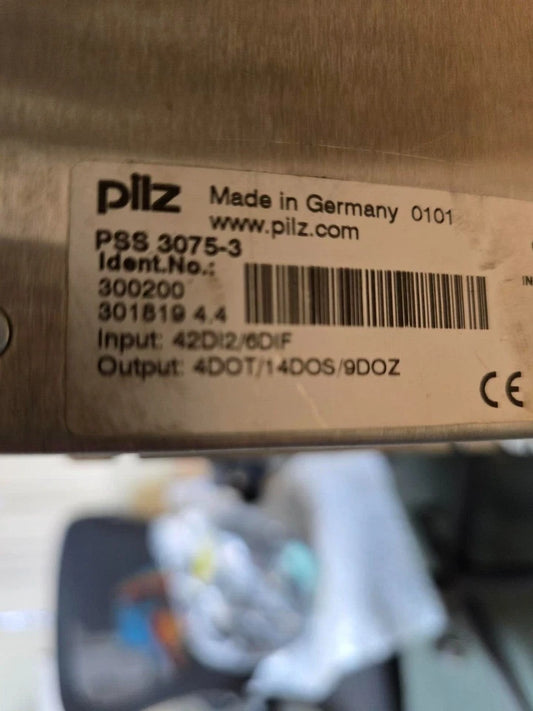 pilz Made in Germany 0101
www.pilz.com
PSS 3075-3
Ident.No.:
300200
301819 4.4
Input: 42DI2/6DIF
Output: 4DOT/14DOS/9DOZ
CE
IN